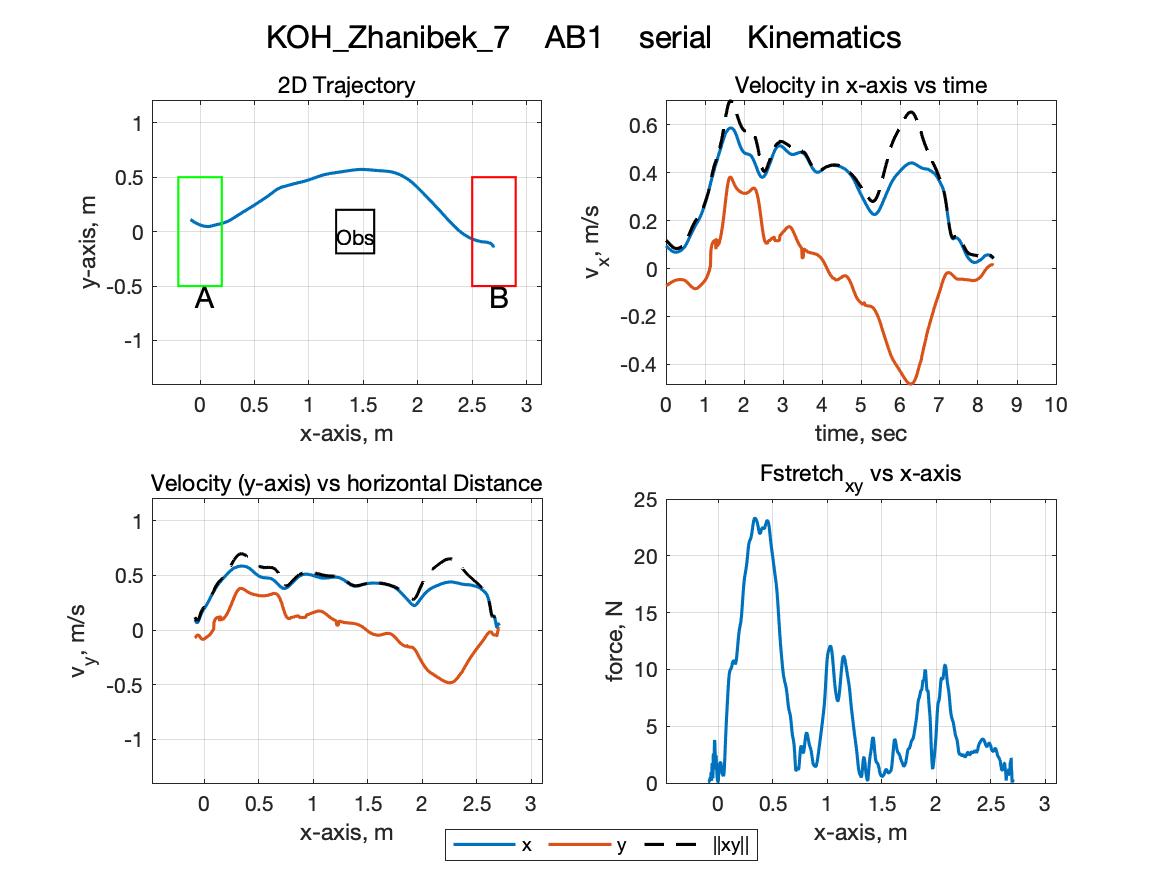 KOH_Zhanibek_7 AB1 serial Kinematics
2D Trajectory
1
0.5
0
-0.5
-1
y-axis, m
Obs
A
B
0 0.5 1 1.5 2 2.5 3
x-axis, m
Velocity in x-axis vs time
0.6
0.4
0.2
0
-0.2
-0.4
v_x, m/s
0 1 2 3 4 5 6 7 8 9 10
time, sec
Velocity (y-axis) vs horizontal Distance
1
0.5
0
-0.5
-1
v_y, m/s
0 0.5 1 1.5 2 2.5 3
x-axis, m
Fstretch_xy vs x-axis
25
20
15
10
5
0
force, N
0 0.5 1 1.5 2 2.5 3
x-axis, m
x y ||xy||